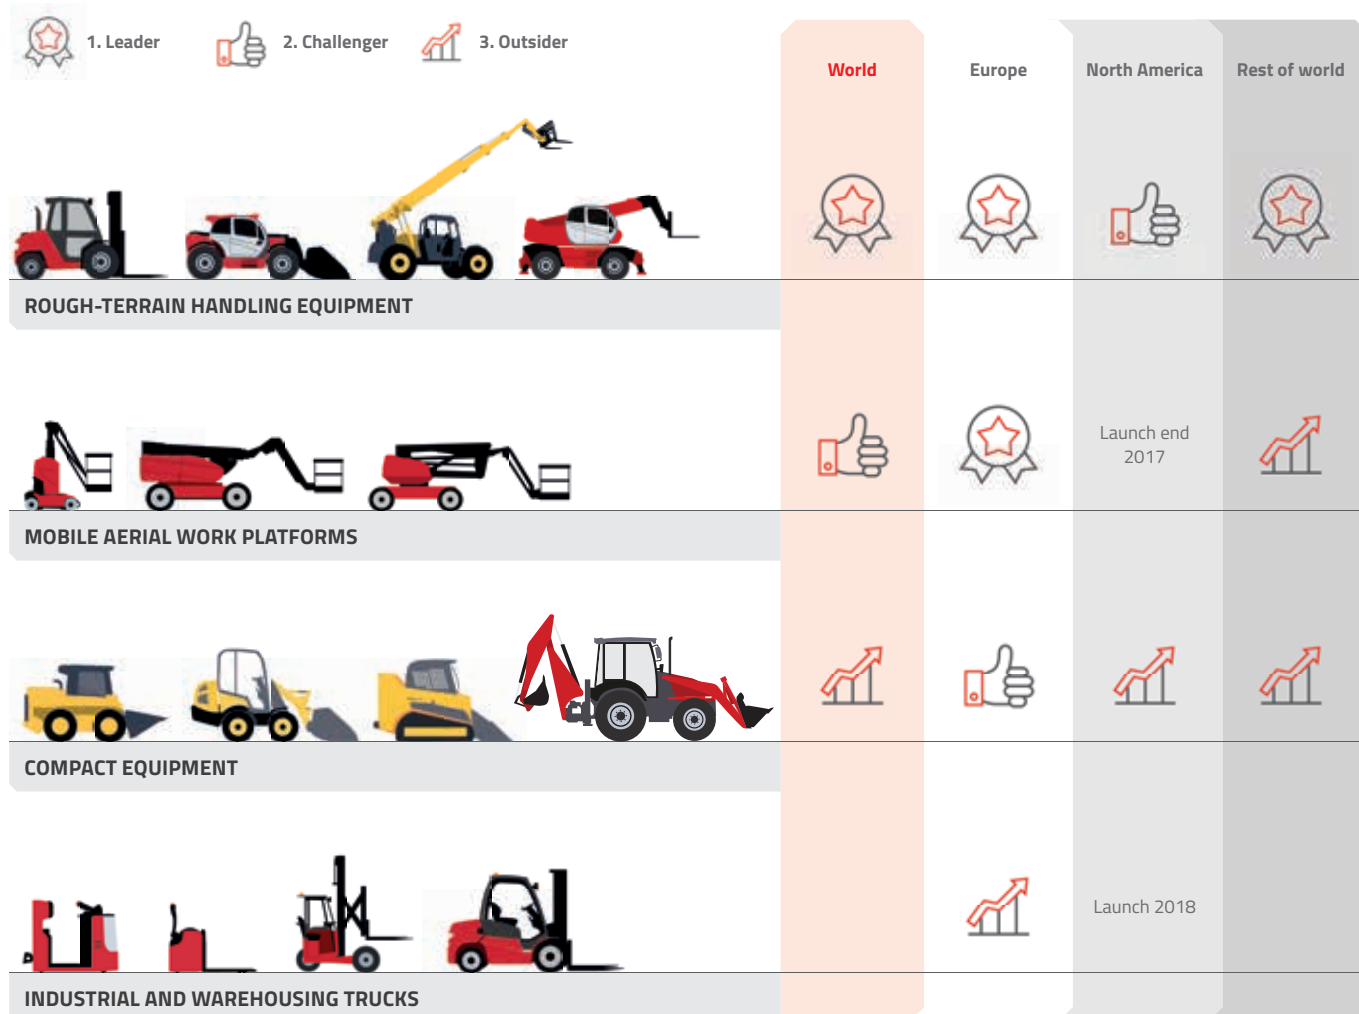 1. Leader
2. Challenger
3. Outsider
World
Europe
North America
Rest of world
ROUGH-TERRAIN HANDLING EQUIPMENT
Launch end
2017
MOBILE AERIAL WORK PLATFORMS
COMPACT EQUIPMENT
Launch 2018
INDUSTRIAL AND WAREHOUSING TRUCKS